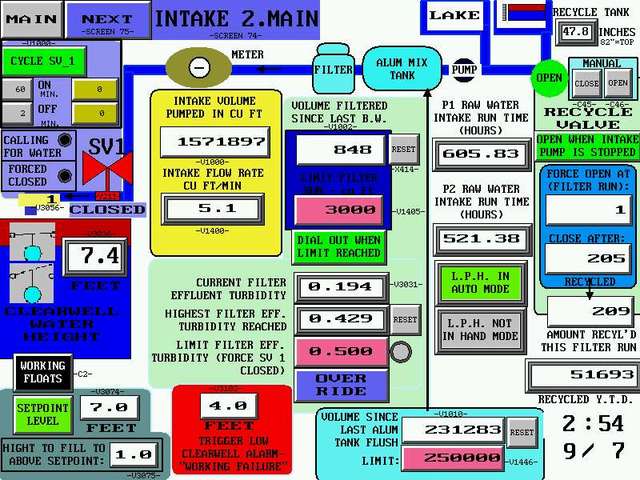 MAIN
NEXT
INTAKE 2.MAIN
-SCREEN 75-
-SCREEN 74-
LAKE
RECYCLE TANK
47.8
INCHES
82"=TOP
-V1000-
CYCLE SV_1
METER
FILTER
ALUM MIX
TANK
PUMP
OPEN
MANUAL
CLOSE
OPEN
-C45-
-C46-
RECYCLE
VALVE
60
ON
MIN.
0
2
OFF
MIN.
0
INTAKE VOLUME
PUMPED IN CU FT
1571897
-V1000-
INTAKE FLOW RATE
CU FT/MIN
5.1
-V1400-
VOLUME FILTERED
SINCE LAST B.W.
-V1002-
848
RESET
-X414-
LIMIT FILTER
RUN - CU FT
3000
-V1405-
DIAL OUT WHEN
LIMIT REACHED
P1 RAW WATER
INTAKE RUN TIME
(HOURS)
605.83
P2 RAW WATER
INTAKE RUN TIME
(HOURS)
521.38
L.P.H. IN
AUTO MODE
L.P.H. NOT
IN HAND MODE
OPEN WHEN INTAKE
PUMP IS STOPPED
FORCE OPEN AT
(FILTER RUN):
1
CLOSE AFTER:
205
RECYCLED
209
AMOUNT RECYL'D
THIS FILTER RUN
51693
RECYCLED Y.T.D.
CALLING
FOR WATER
FORCED
CLOSED
SV1
1
-V3056-
CLOSED
7.4
FEET
CLEARWELL
WATER
HEIGHT
CURRENT FILTER
EFFLUENT TURBIDITY
0.194
-V3031-
HIGHEST FILTER EFF.
TURBIDITY REACHED
0.429
RESET
LIMIT FILTER EFF.
TURBIDITY (FORCE SV 1
CLOSED)
0.500
OVER
RIDE
WORKING
FLOATS
-C2-
SETPOINT
LEVEL
-V3074-
7.0
FEET
HIGHT TO FILL TO
ABOVE SETPOINT:
1.0
-V3075-
4.0
FEET
TRIGGER LOW
CLEARWELL ALARM-
"WORKING FAILURE"
VOLUME SINCE
LAST ALUM
TANK FLUSH
-V1010-
231283
RESET
LIMIT:
250000
-V1446-
2:54
9/ 7